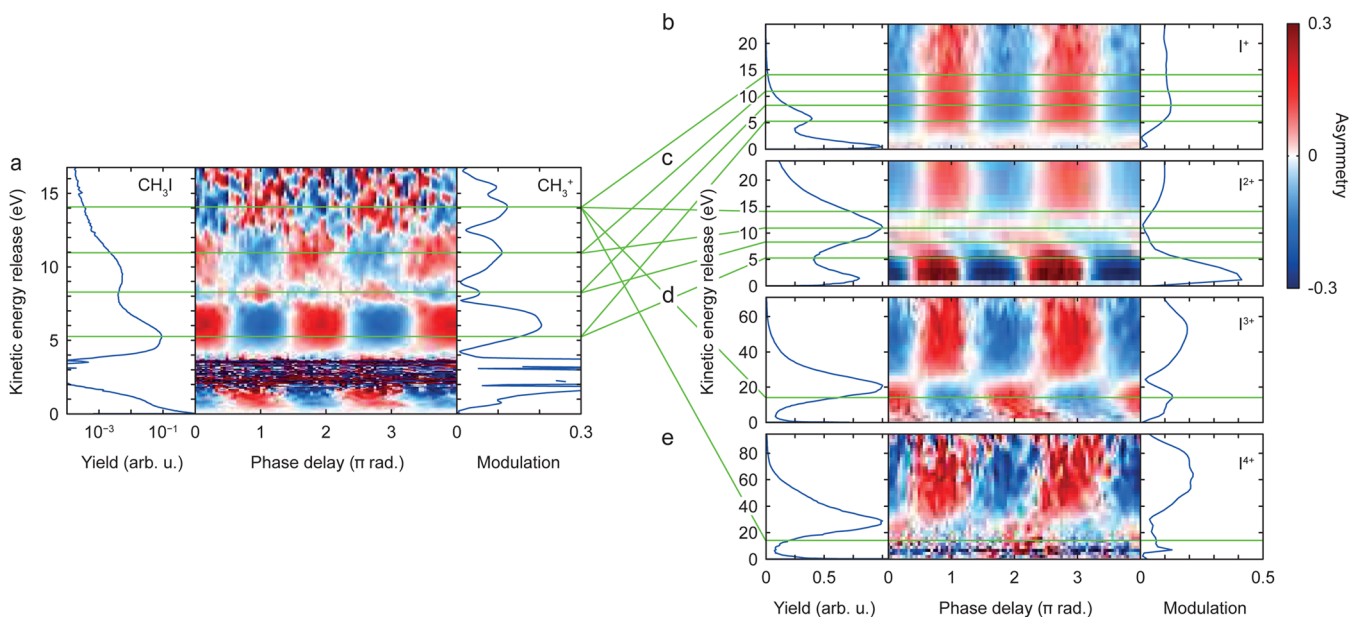 a
CH₃I
CH₃⁺
Kinetic energy release (eV)
15
10
5
0
10⁻³
10⁻¹
0
1
2
3
0
0.3
Yield (arb. u.)
Phase delay (π rad.)
Modulation
b
I⁺
20
15
10
5
0
c
I²⁺
20
15
10
5
0
Kinetic energy release (eV)
d
I³⁺
60
40
20
0
e
I⁴⁺
80
60
40
20
0
0
0.5
0
1
2
3
0
0.5
Yield (arb. u.)
Phase delay (π rad.)
Modulation
0.3
0
-0.3
Asymmetry